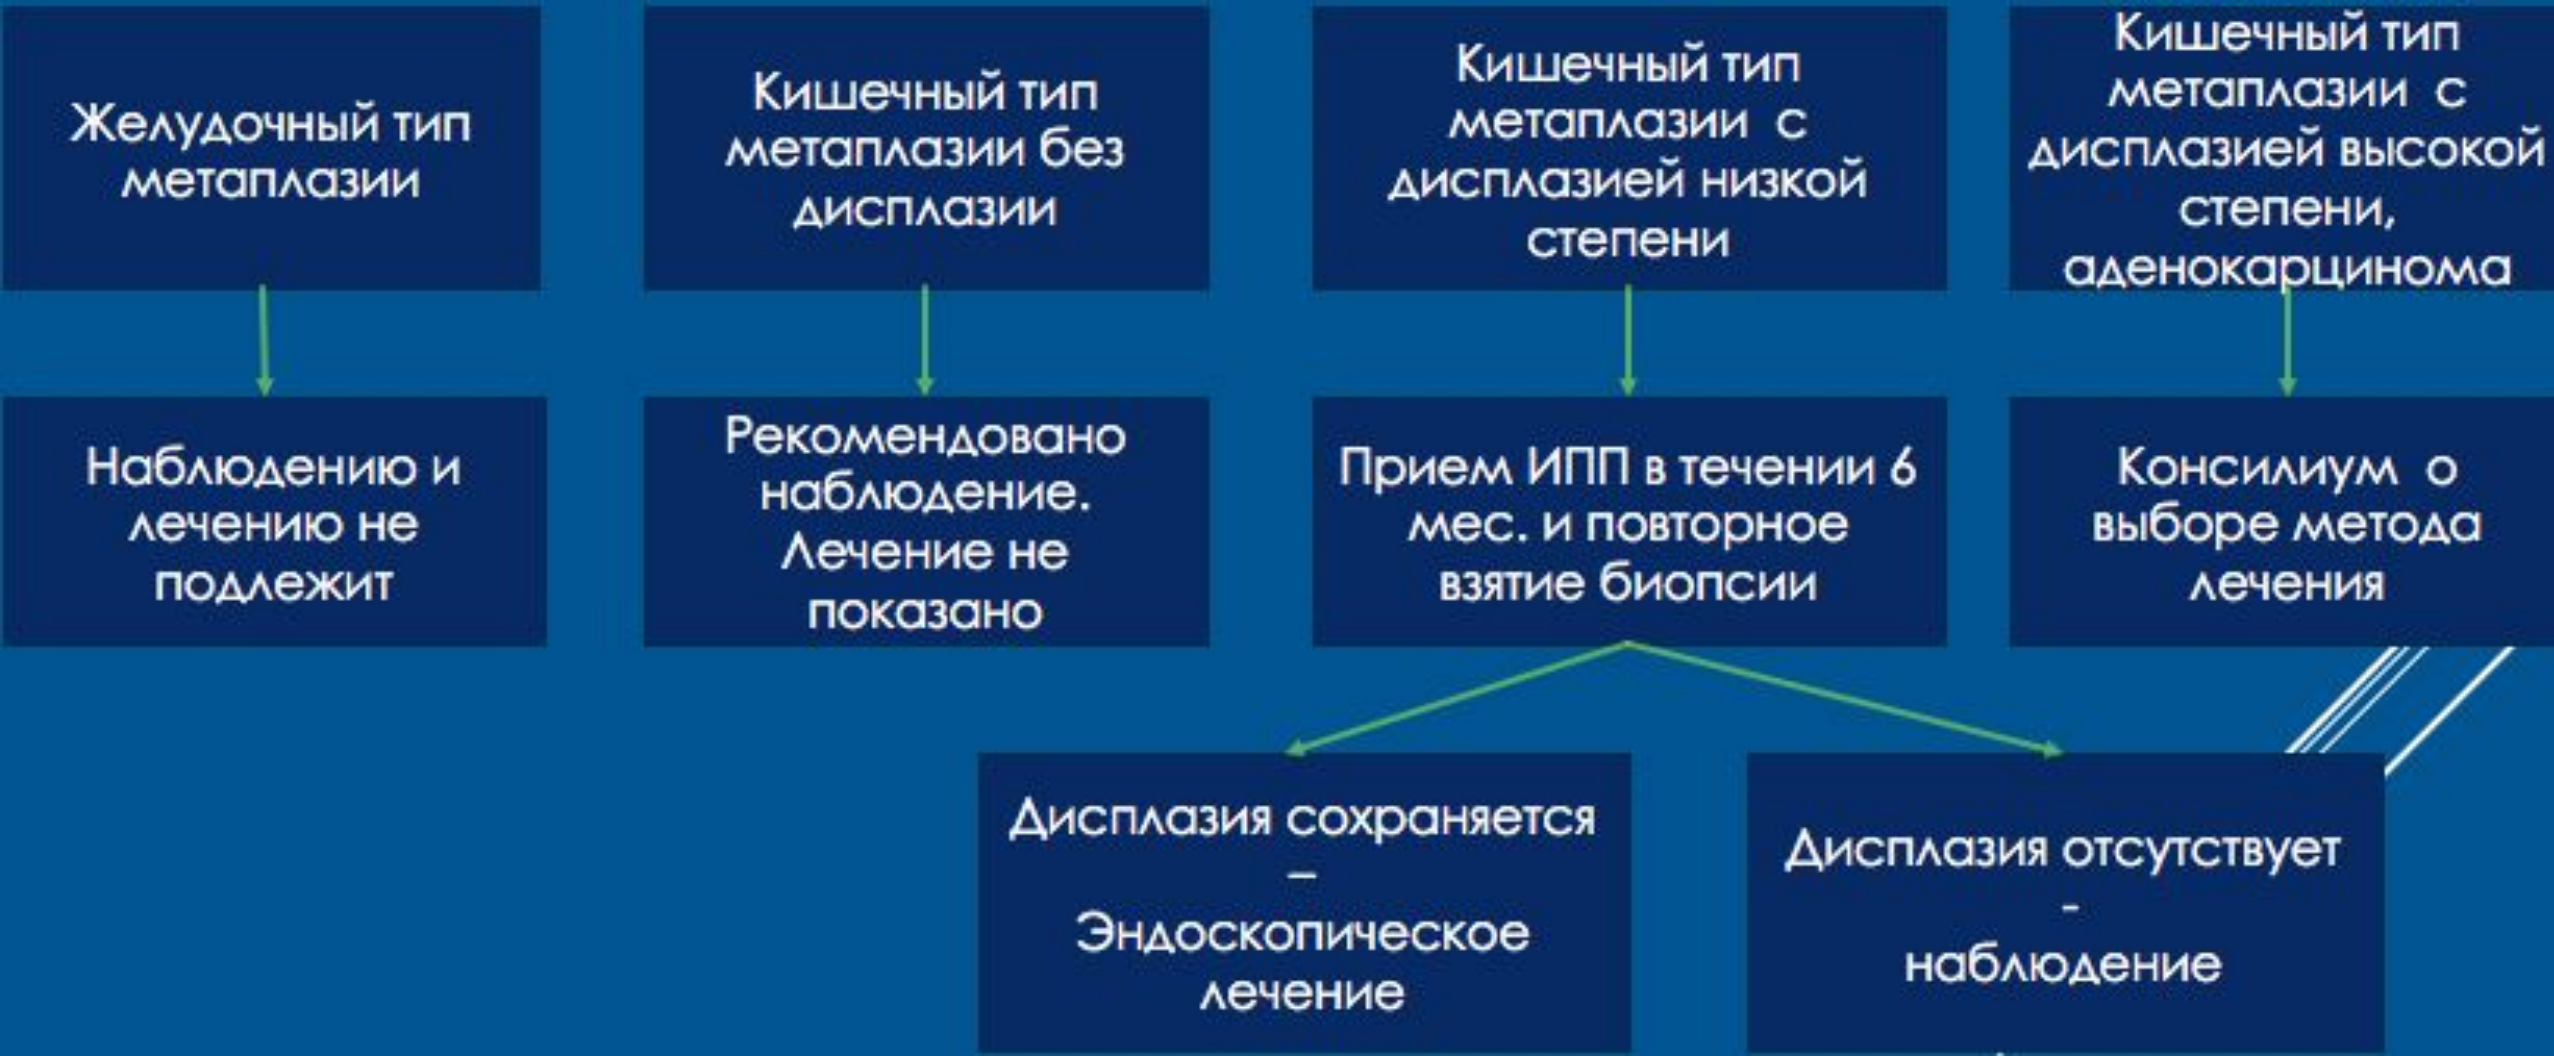 Желудочный тип
метаплазии
Кишечный тип
метаплазии без
дисплазии
Кишечный тип
метаплазии с
дисплазией низкой
степени
Кишечный тип
метаплазии с
дисплазией высокой
степени,
аденокарцинома
Наблюдению и
лечению не
подлежит
Рекомендовано
наблюдение.
Лечение не
показано
Прием ИПП в течении 6
мес. и повторное
взятие биопсии
Консилиум о
выборе метода
лечения
Дисплазия сохраняется
–
Эндоскопическое
лечение
Дисплазия отсутствует
-
наблюдение